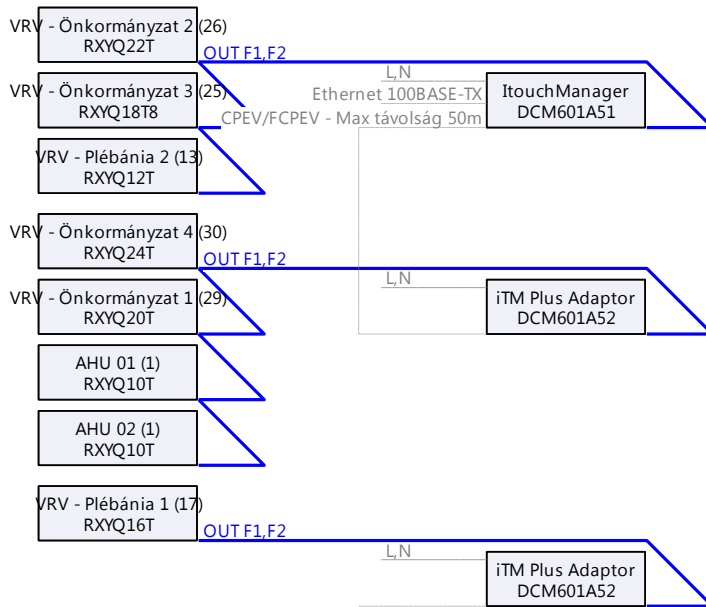 VRV - Önkormányzat 2 (26)
RXYQ22T
OUT F1,F2
L,N
VRV - Önkormányzat 3 (25)
RXYQ18T8
Ethernet 100BASE-TX
CPEV/FCPEV - Max távolság 50m
ItouchManager
DCM601A51
VRV - Plébánia 2 (13)
RXYQ12T
VRV - Önkormányzat 4 (30)
RXYQ24T
OUT F1,F2
L,N
VRV - Önkormányzat 1 (29)
RXYQ20T
iTM Plus Adaptor
DCM601A52
AHU 01 (1)
RXYQ10T
AHU 02 (1)
RXYQ10T
VRV - Plébánia 1 (17)
RXYQ16T
OUT F1,F2
L,N
iTM Plus Adaptor
DCM601A52